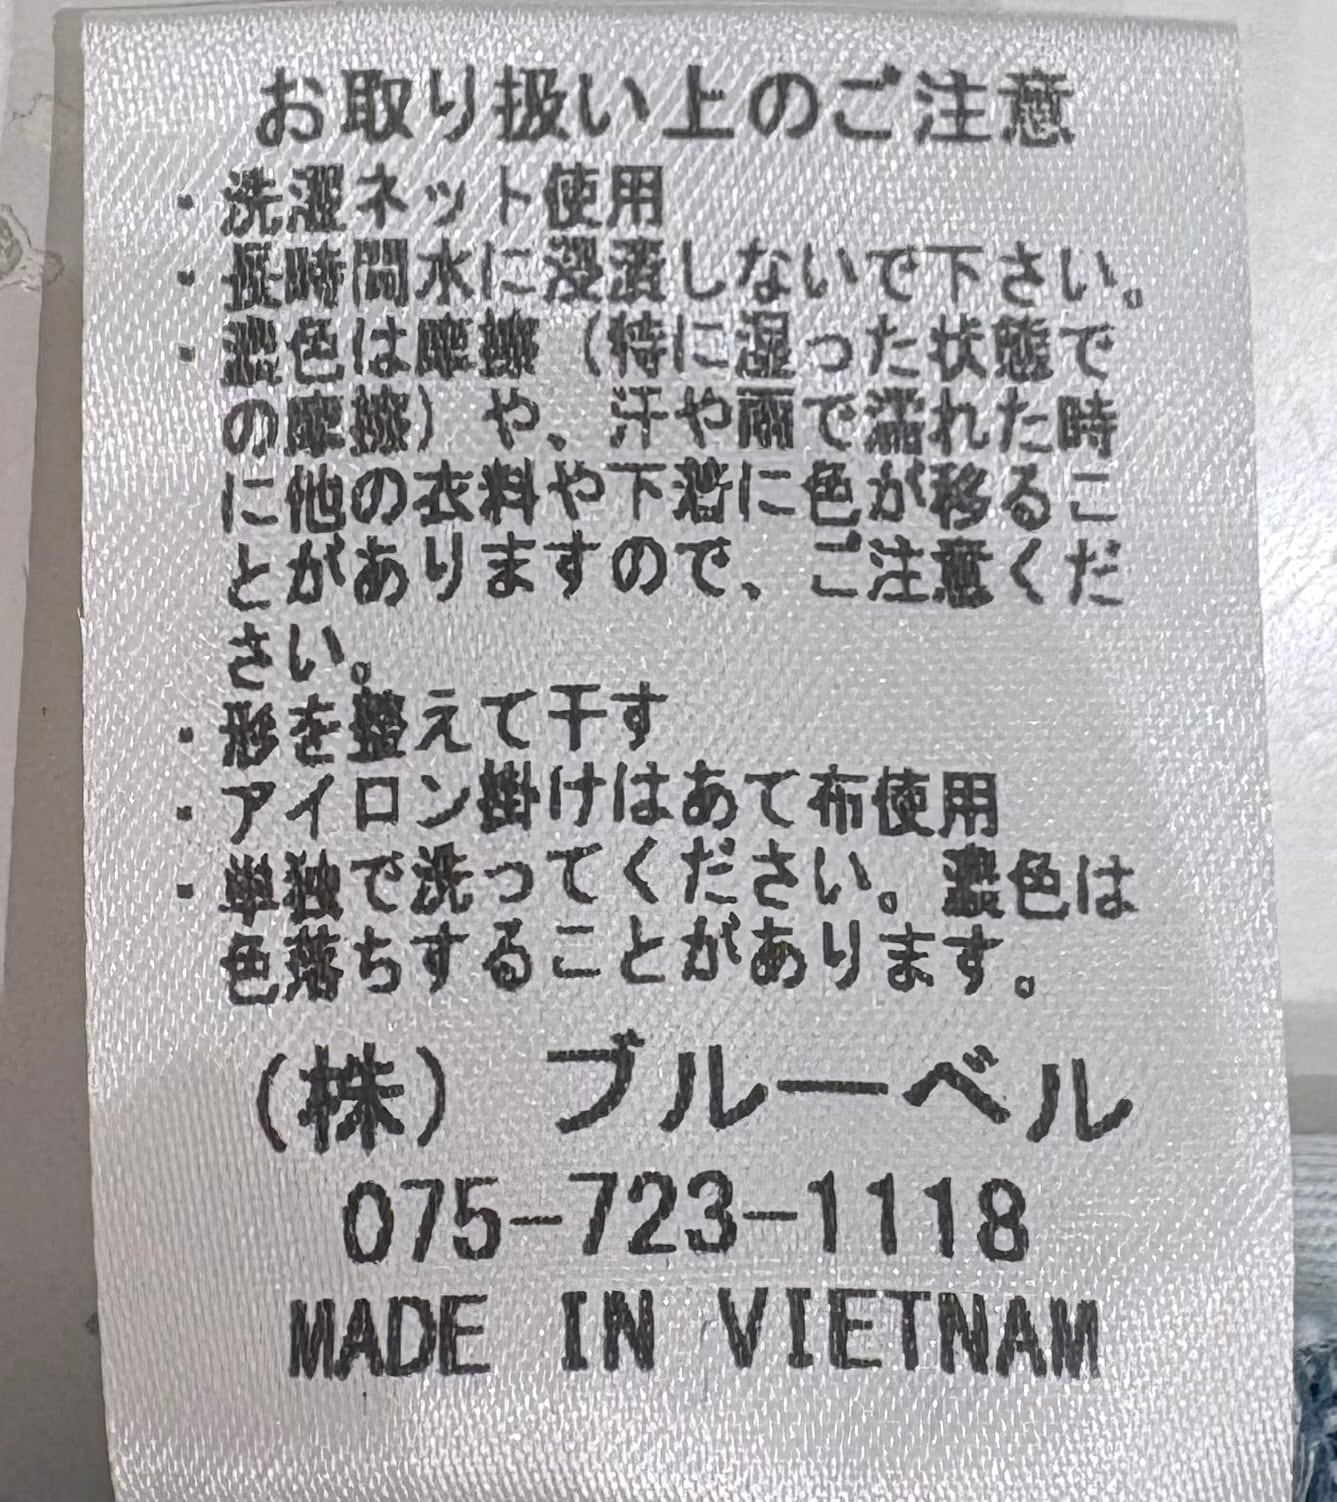 お取り扱い上のご注意
・洗濯ネット使用
・長時間水に浸漬しないで下さい。
・濃色は摩擦（特に湿った状態で
の摩擦）や、汗や雨で濡れた時
に他の衣料や下着に色が移るこ
とがありますので、ご注意くだ
さい。
・形を整えて干す
・アイロン掛けはあて布使用
・単独で洗ってください。濃色は
色落ちすることがあります。
（株）　ブルーベル
075-723-1118
MADE IN VIETNAM